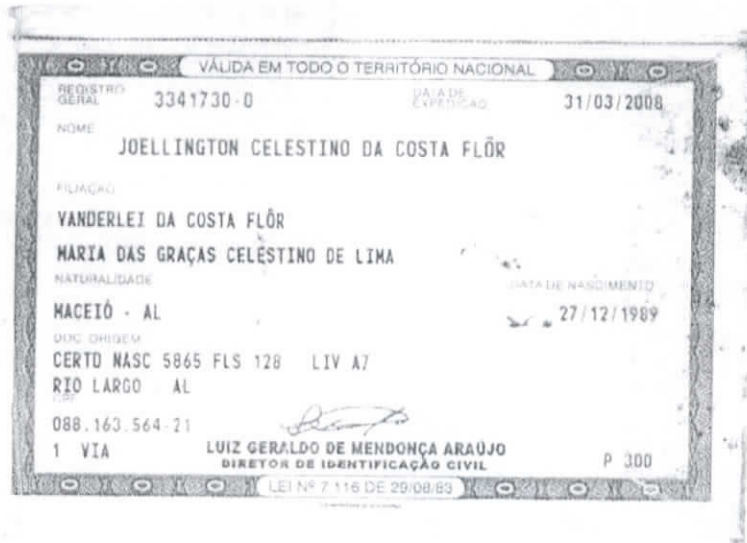 VÁLIDA EM TODO O TERRITÓRIO NACIONAL
REGISTRO GERAL 3341730-0 DATA DE EXPEDIÇÃO 31/03/2008
NOME
JOELLINGTON CELESTINO DA COSTA FLÔR
FILIAÇÃO
VANDERLEI DA COSTA FLÔR
MARIA DAS GRAÇAS CELESTINO DE LIMA
NATURALIDADE DATA DE NASCIMENTO
MACEIÓ - AL 27/12/1989
DOC ORIGEM
CERTD NASC 5865 FLS 128 LIV A7
RIO LARGO AL
CPF
088.163.564-21
1 VIA LUIZ GERALDO DE MENDONÇA ARAÚJO P 300
DIRETOR DE IDENTIFICAÇÃO CIVIL
LEI Nº 7.116 DE 29/08/83